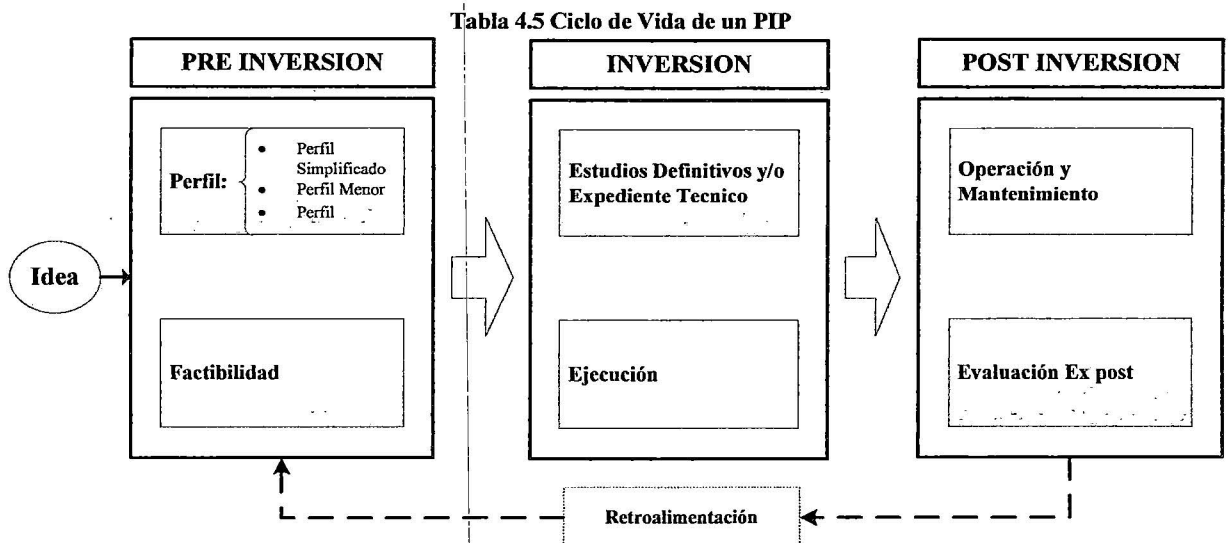 Tabla 4.5 Ciclo de Vida de un PIP
PRE INVERSION
INVERSION
POST INVERSION
Idea
Perfil:
• Perfil
Simplificado
• Perfil Menor
• Perfil
Factibilidad
Estudios Definitivos y/o
Expediente Tecnico
Ejecución
Operación y
Mantenimiento
Evaluación Ex post
Retroalimentación